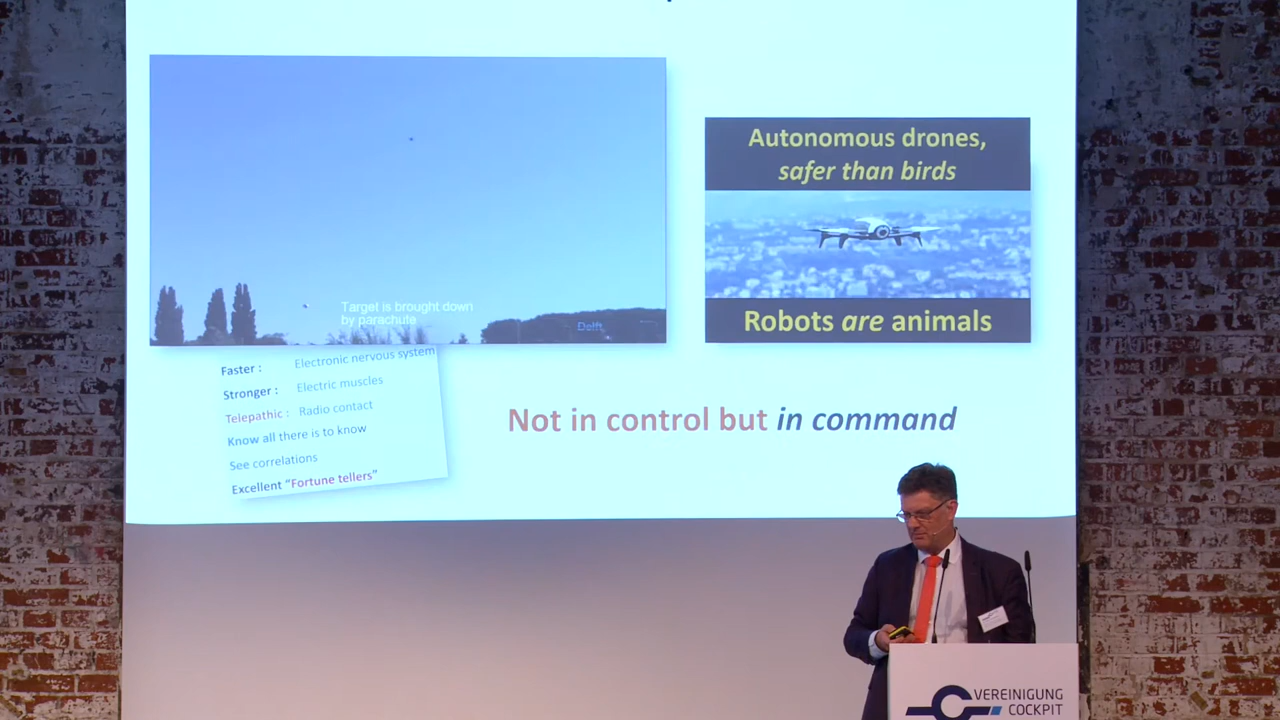 Target is brought down
by parachute
Delft
Autonomous drones,
safer than birds
Robots are animals
Faster : Electronic nervous system
Stronger : Electric muscles
Telepathic : Radio contact
Know all there is to know
See correlations
Excellent “Fortune tellers”
Not in control but in command
VEREINIGUNG
COCKPIT